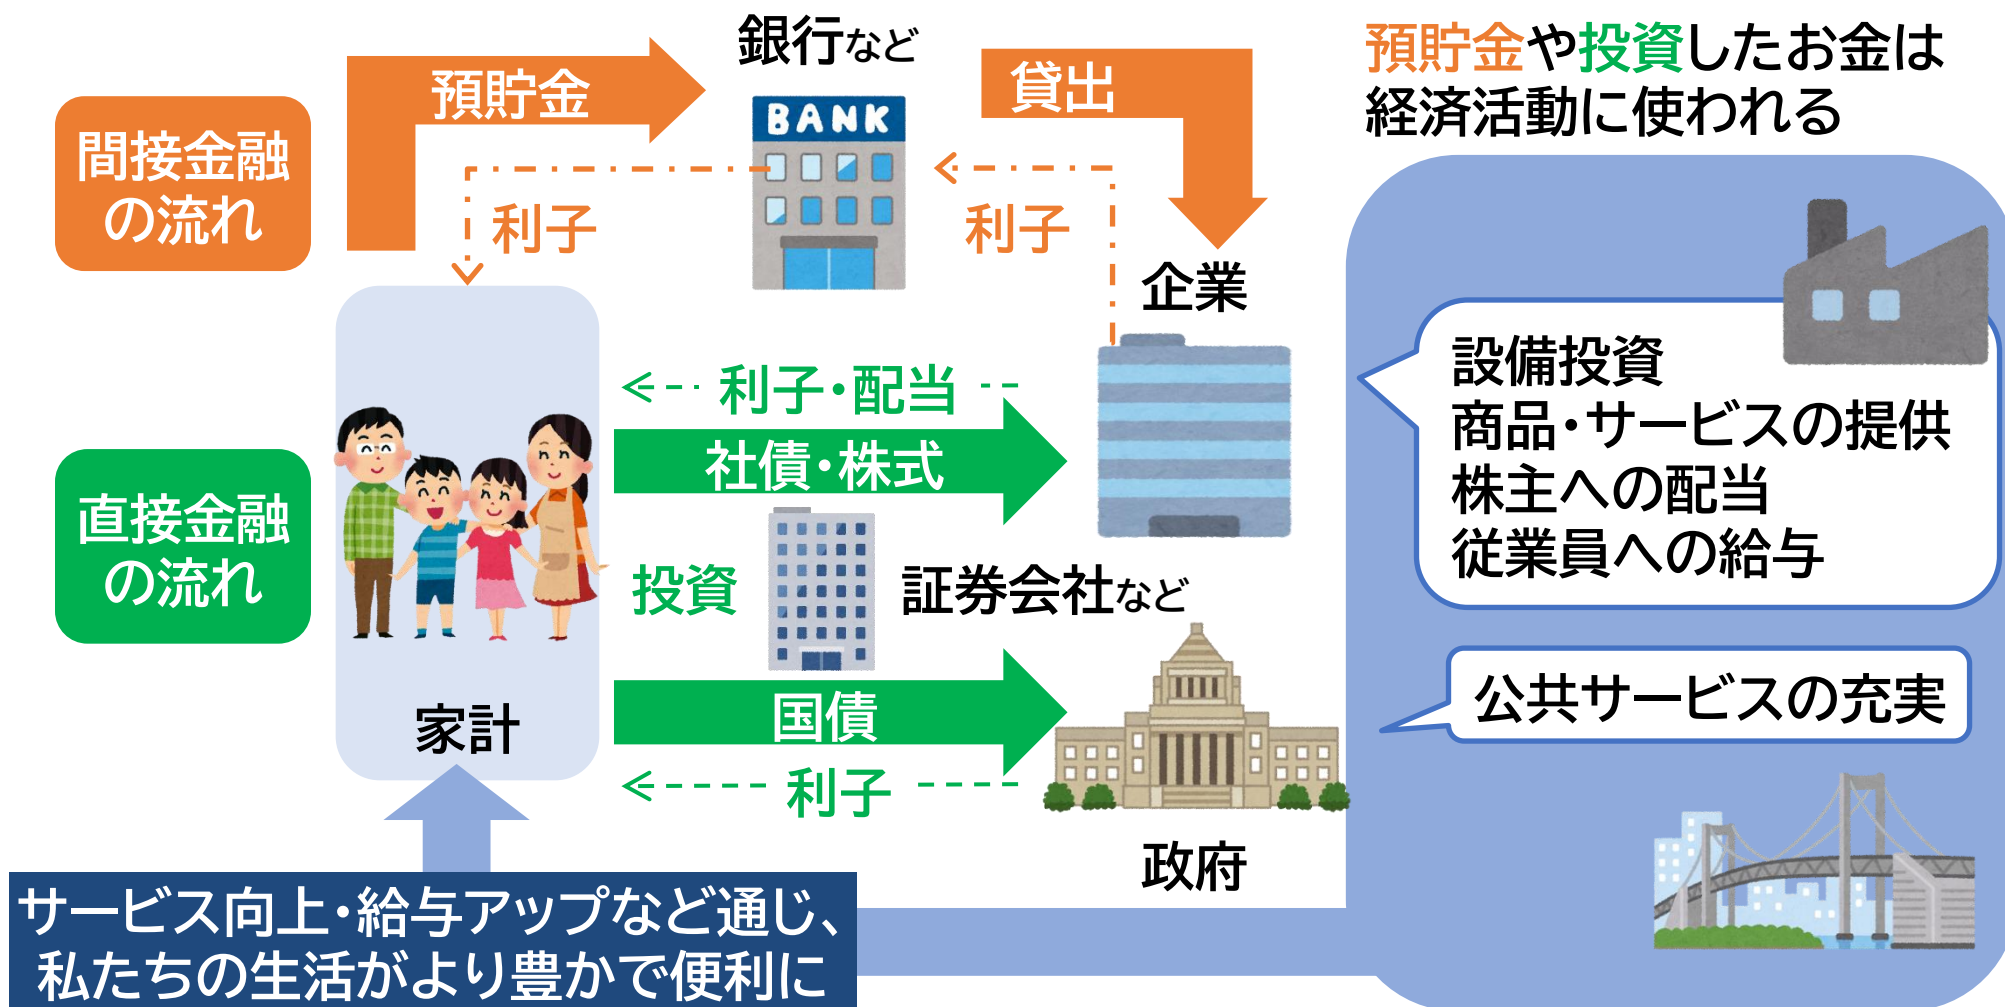 銀行など
預貯金
貸出
BANK
間接金融
の流れ
利子
利子
企業
利子・配当
社債・株式
直接金融
の流れ
投資
証券会社など
国債
家計
利子
政府
預貯金や投資したお金は
経済活動に使われる
設備投資
商品・サービスの提供
株主への配当
従業員への給与
公共サービスの充実
サービス向上・給与アップなど通じ、
私たちの生活がより豊かで便利に